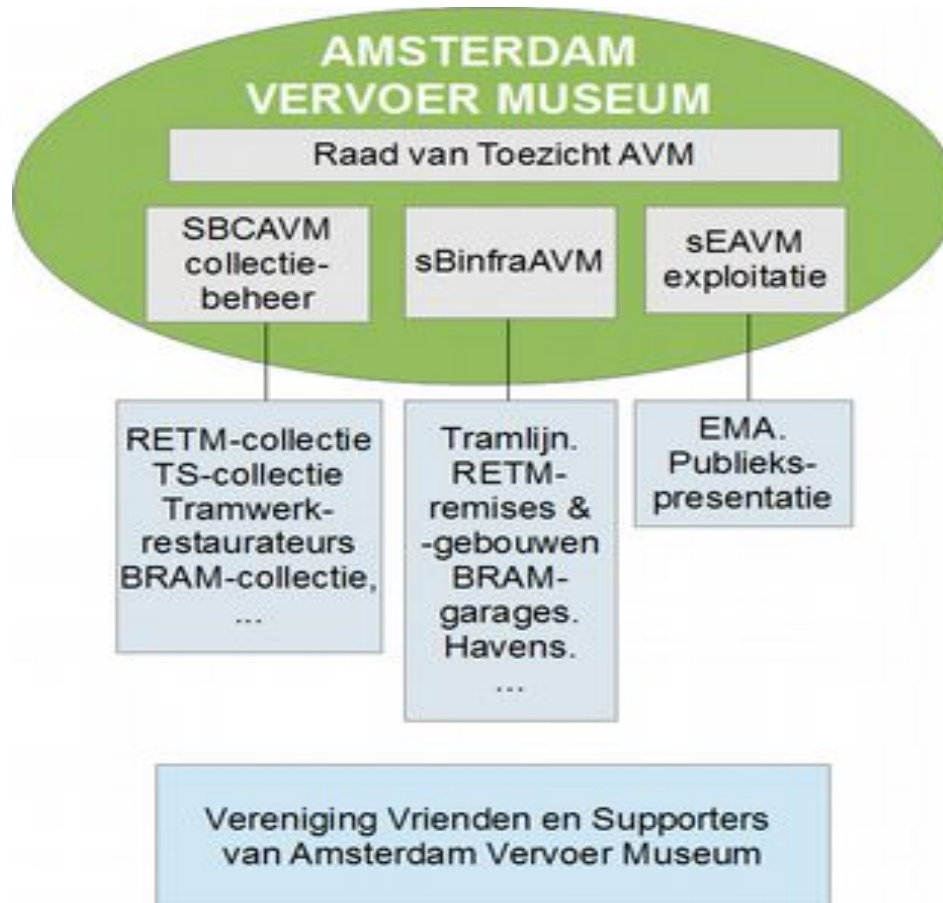 AMSTERDAM
VERVOER MUSEUM
Raad van Toezicht AVM
SBCAVM
collectie-
beheer
sBinfraAVM
sEAVM
exploitatie
RETM-collectie
TS-collectie
Tramwerk-
restaurateurs
BRAM-collectie,
...
Tramlijn.
RETM-
remises &
-gebouwen
BRAM-
garages.
Havens.
...
EMA.
Publieks-
presentatie
Vereniging Vrienden en Supporters
van Amsterdam Vervoer Museum